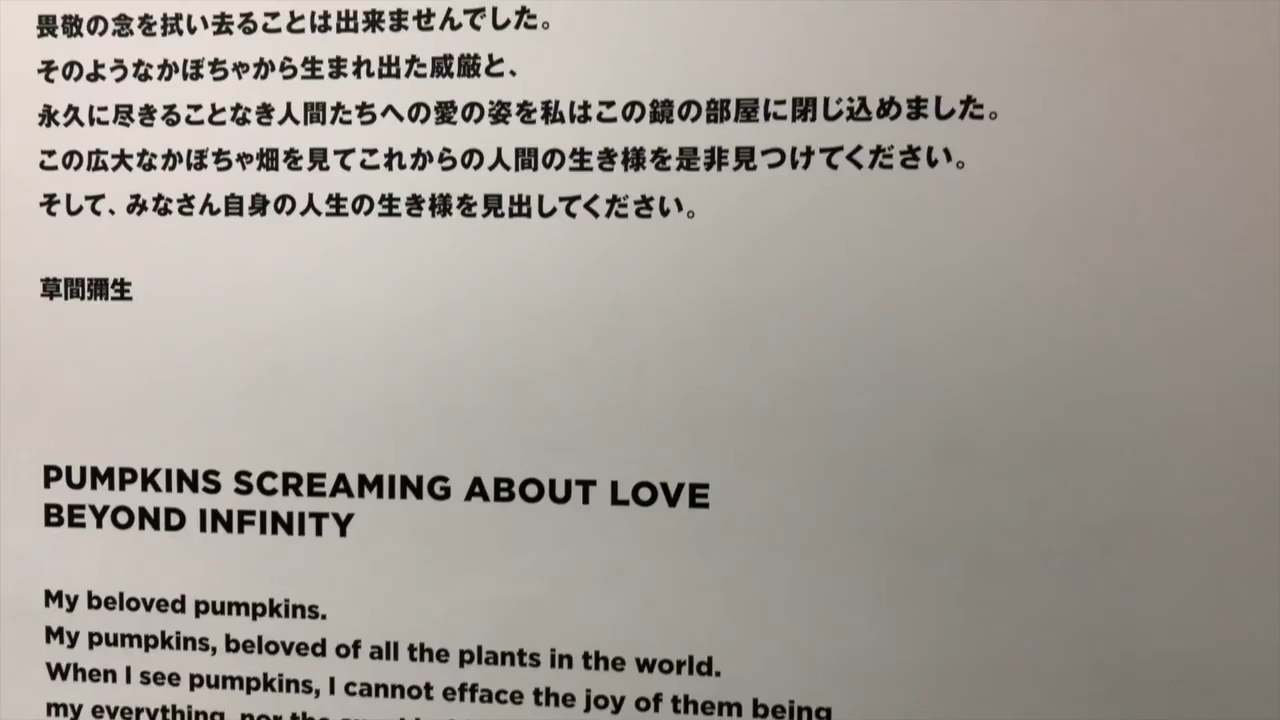 畏敬の念を拭い去ることは出来ませんでした。
そのようなかぼちゃから生まれ出た威厳と、
永久に尽きることなき人間たちへの愛の姿を私はこの鏡の部屋に閉じ込めました。
この広大なかぼちゃ畑を見てこれからの人間の生き様を是非見つけてください。
そして、みなさん自身の人生の生き様を見出してください。
草間彌生
PUMPKINS SCREAMING ABOUT LOVE
BEYOND INFINITY
My beloved pumpkins.
My pumpkins, beloved of all the plants in the world.
When I see pumpkins, I cannot efface the joy of them being
my everything, nor the